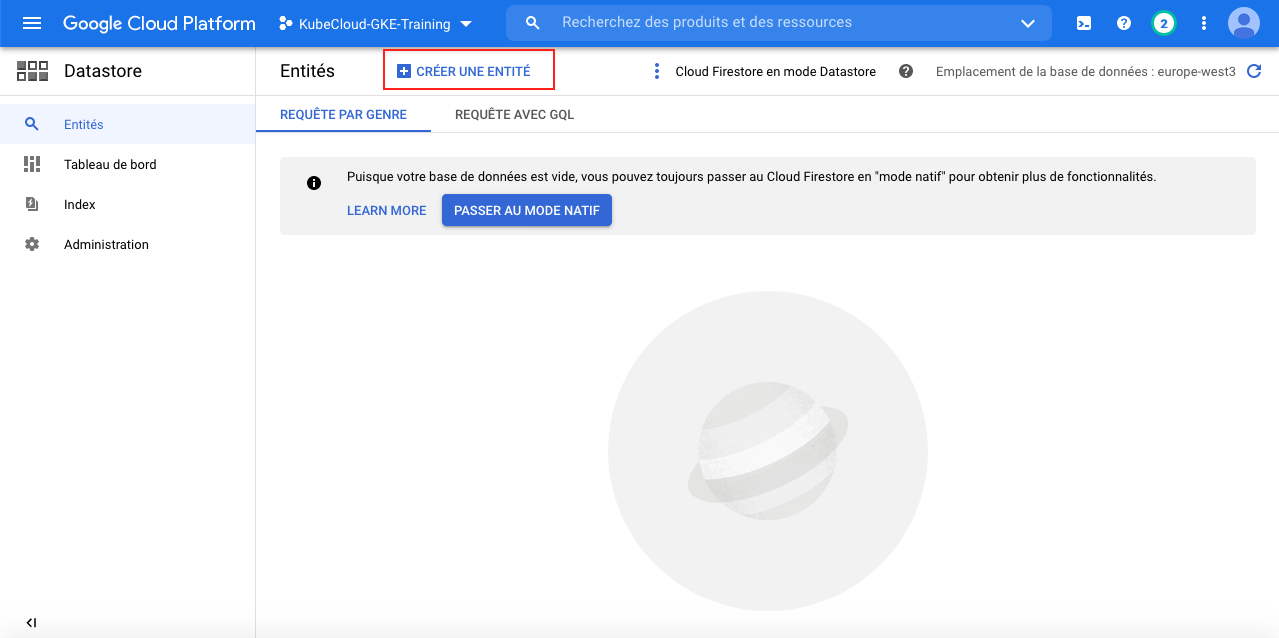 Google Cloud Platform
KubeCloud-GKE-Training
Recherchez des produits et des ressources
2
Datastore
Entités
CRÉER UNE ENTITÉ
Cloud Firestore en mode Datastore
Emplacement de la base de données : europe-west3
Entités
Tableau de bord
Index
Administration
REQUÊTE PAR GENRE
REQUÊTE AVEC GQL
Puisque votre base de données est vide, vous pouvez toujours passer au Cloud Firestore en "mode natif" pour obtenir plus de fonctionnalités.
LEARN MORE
PASSER AU MODE NATIF